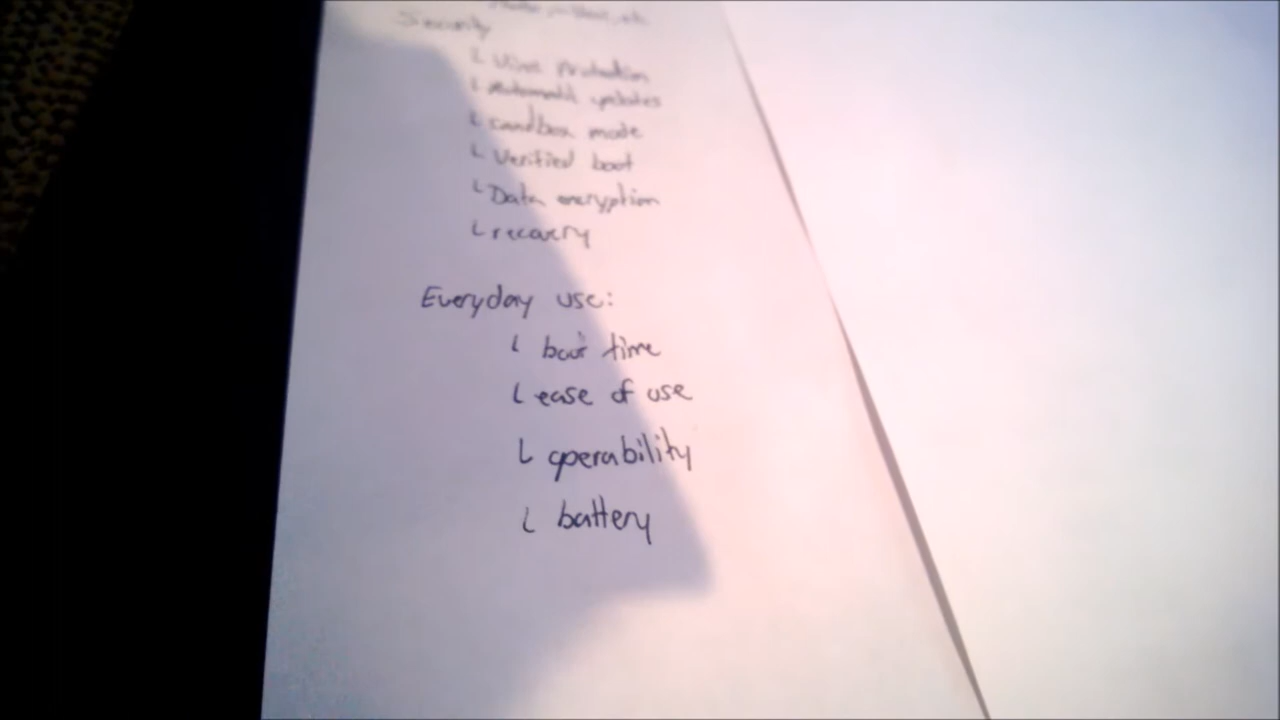 Security
└ Virus Protection
└ Automatic updates
└ Sandbox mode
└ Verified boot
└ Data encryption
└ recovery
Everyday use:
└ boot time
└ ease of use
└ operability
└ battery